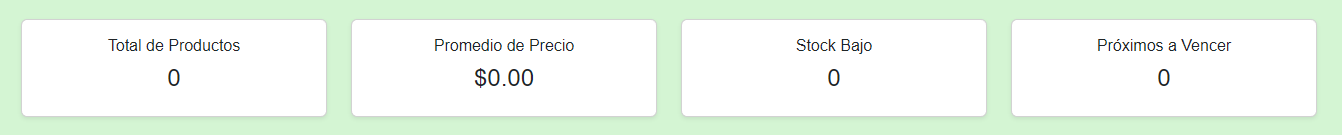 Total de Productos
0
Promedio de Precio
$0.00
Stock Bajo
0
Próximos a Vencer
0